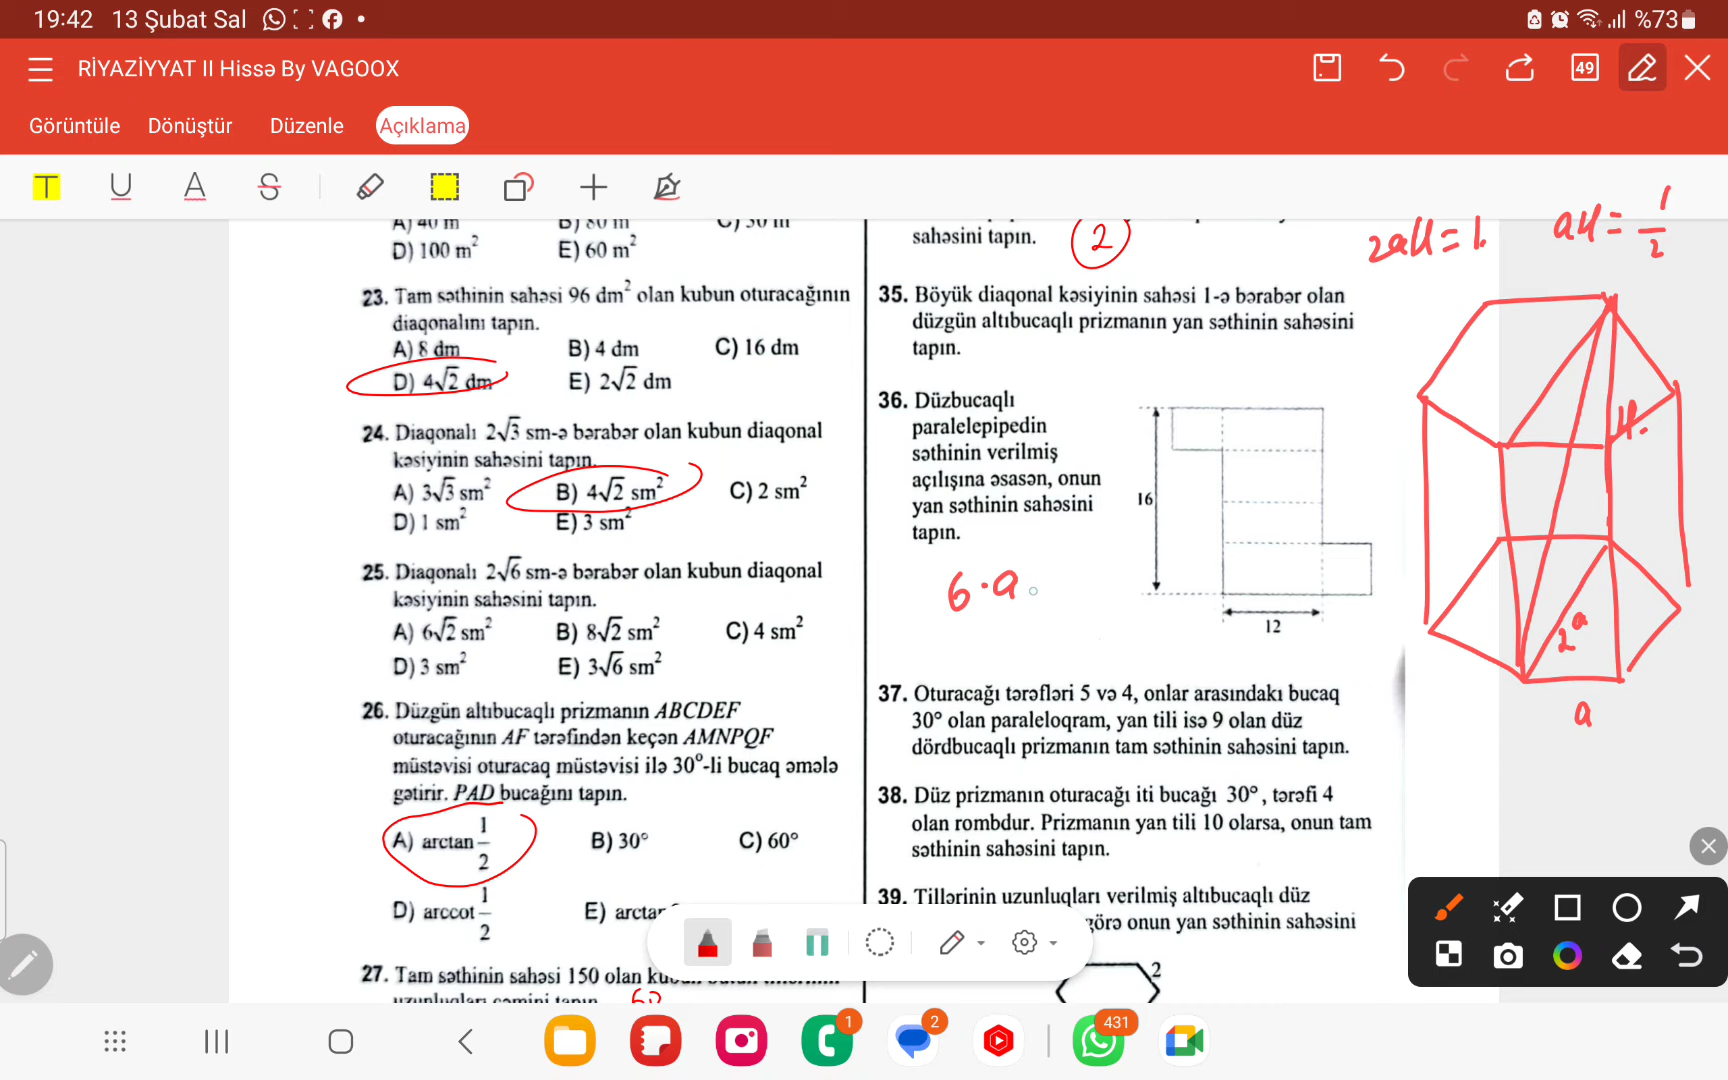 19:42 13 Şubat Sal
%73
RİYAZİYYAT II Hissə By VAGOOX
49
Görüntüle Dönüştür Düzenle Açıklama
A) 40 m B) 80 m C) 50 m
D) 100 m² E) 60 m²
23. Tam səthinin sahəsi 96 dm² olan kubun oturacağının
diaqonalını tapın.
A) 8 dm B) 4 dm C) 16 dm
D) 4√2 dm E) 2√2 dm
24. Diaqonalı 2√3 sm-ə bərabər olan kubun diaqonal
kəsiyinin sahəsini tapın.
A) 3√3 sm² B) 4√2 sm² C) 2 sm²
D) 1 sm² E) 3 sm²
25. Diaqonalı 2√6 sm-ə bərabər olan kubun diaqonal
kəsiyinin sahəsini tapın.
A) 6√2 sm² B) 8√2 sm² C) 4 sm²
D) 3 sm² E) 3√6 sm²
26. Düzgün altıbucaqlı prizmanın ABCDEF
oturacağının AF tərəfindən keçən AMNPQF
müstəvisi oturacaq müstəvisi ilə 30°-li bucaq əmələ
gətirir. PAD bucağını tapın.
A) arctan 1/2 B) 30° C) 60°
D) arccot 1/2 E) arctan
27. Tam səthinin sahəsi 150 olan
uzunluqları cəmini tapın. 60
sahəsini tapın. 2
35. Böyük diaqonal kəsiyinin sahəsi 1-ə bərabər olan
düzgün altıbucaqlı prizmanın yan səthinin sahəsini
tapın.
36. Düzbucaqlı
paralelepipedin
səthinin verilmiş
açılışına əsasən, onun
yan səthinin sahəsini
tapın.
16
12
6·a
37. Oturacağı tərəfləri 5 və 4, onlar arasındakı bucaq
30° olan paraleloqram, yan tili isə 9 olan düz
dördbucaqlı prizmanın tam səthinin sahəsini tapın.
38. Düz prizmanın oturacağı iti bucağı 30°, tərəfi 4
olan rombdur. Prizmanın yan tili 10 olarsa, onun tam
səthinin sahəsini tapın.
39. Tillərinin uzunluqları verilmiş altıbucaqlı düz
görə onun yan səthinin sahəsini
2
2aH = 1. aH = 1/2
H.
2a
a
1 2 431